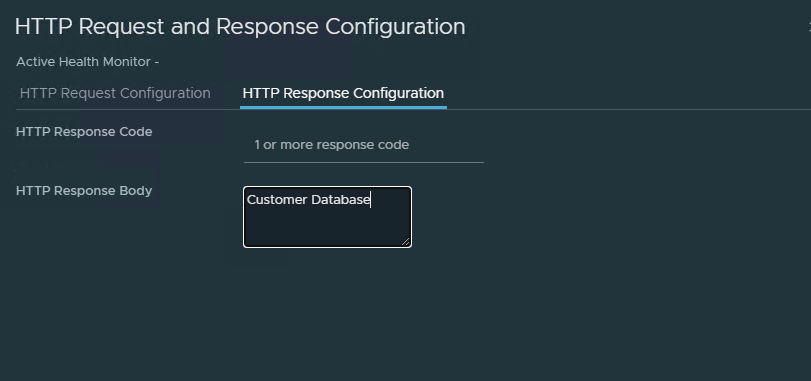 HTTP Request and Response Configuration
Active Health Monitor -
HTTP Request Configuration HTTP Response Configuration
HTTP Response Code
1 or more response code
HTTP Response Body
Customer Database